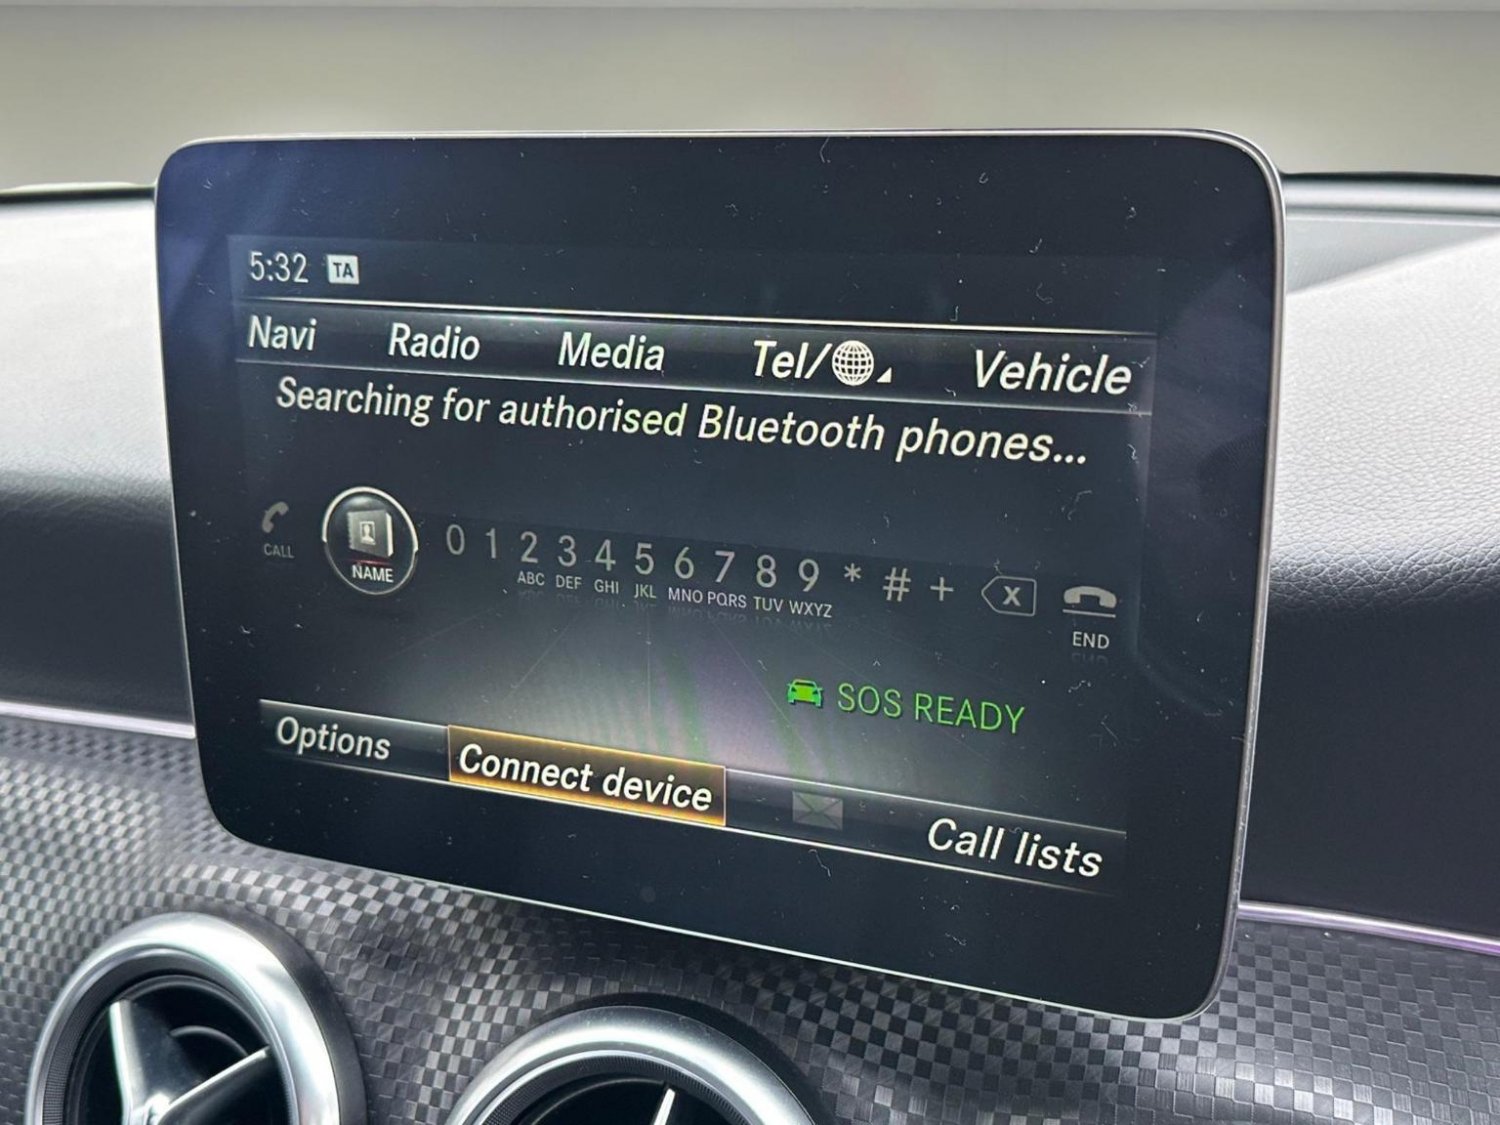 5:32 TA
Navi Radio Media Tel/ Vehicle
Searching for authorised Bluetooth phones...
CALL NAME 0 1 2 3 4 5 6 7 8 9 * # + X END
ABC DEF GHI JKL MNO PQRS TUV WXYZ
SOS READY
Options Connect device Call lists